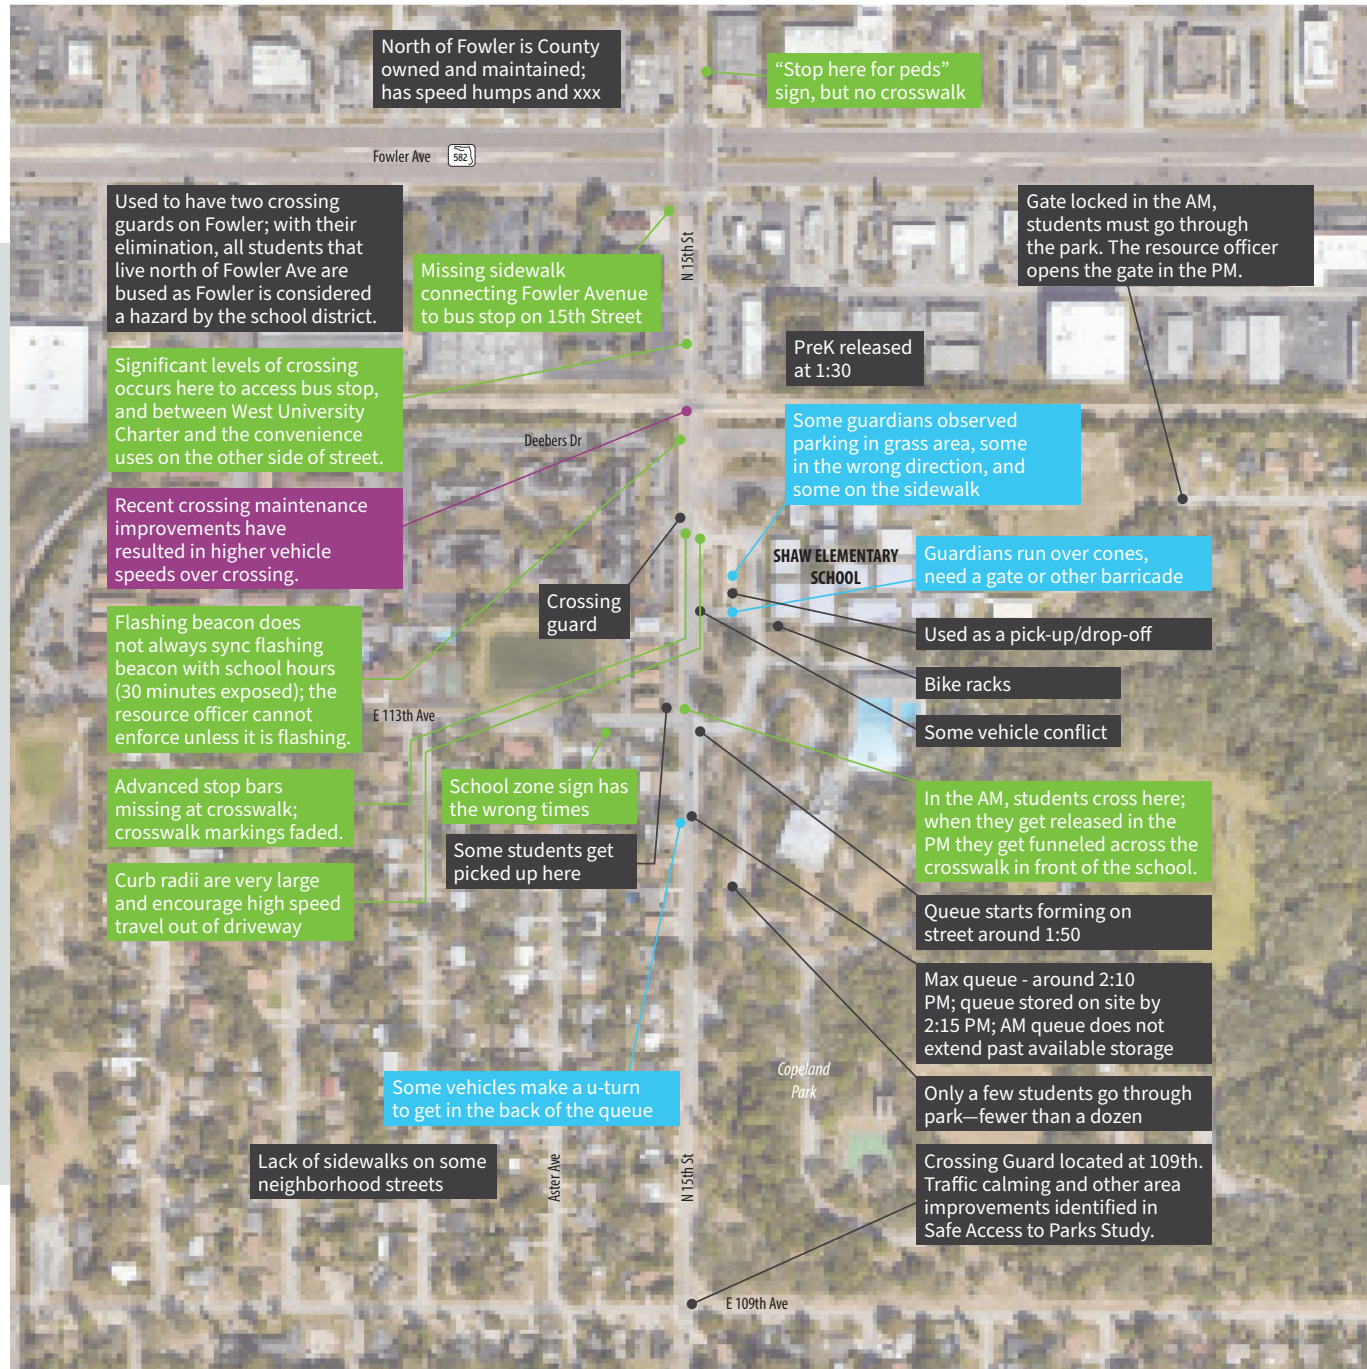 North of Fowler is County
owned and maintained;
has speed humps and xxx
“Stop here for peds”
sign, but no crosswalk
Fowler Ave
582
Used to have two crossing
guards on Fowler; with their
elimination, all students that
live north of Fowler Ave are
bused as Fowler is considered
a hazard by the school district.
Missing sidewalk
connecting Fowler Avenue
to bus stop on 15th Street
N 15th St
Gate locked in the AM,
students must go through
the park. The resource officer
opens the gate in the PM.
PreK released
at 1:30
Significant levels of crossing
occurs here to access bus stop,
and between West University
Charter and the convenience
uses on the other side of street.
Deebers Dr
Some guardians observed
parking in grass area, some
in the wrong direction, and
some on the sidewalk
Recent crossing maintenance
improvements have
resulted in higher vehicle
speeds over crossing.
SHAW ELEMENTARY
SCHOOL
Guardians run over cones,
need a gate or other barricade
Crossing
guard
Flashing beacon does
not always sync flashing
beacon with school hours
(30 minutes exposed); the
resource officer cannot
enforce unless it is flashing.
Used as a pick-up/drop-off
Bike racks
Some vehicle conflict
E 113th Ave
Advanced stop bars
missing at crosswalk;
crosswalk markings faded.
School zone sign has
the wrong times
In the AM, students cross here;
when they get released in the
PM they get funneled across the
crosswalk in front of the school.
Some students get
picked up here
Curb radii are very large
and encourage high speed
travel out of driveway
Queue starts forming on
street around 1:50
Max queue - around 2:10
PM; queue stored on site by
2:15 PM; AM queue does not
extend past available storage
Copeland
Park
Some vehicles make a u-turn
to get in the back of the queue
Only a few students go through
park—fewer than a dozen
Lack of sidewalks on some
neighborhood streets
Aster Ave
N 15th St
Crossing Guard located at 109th.
Traffic calming and other area
improvements identified in
Safe Access to Parks Study.
E 109th Ave